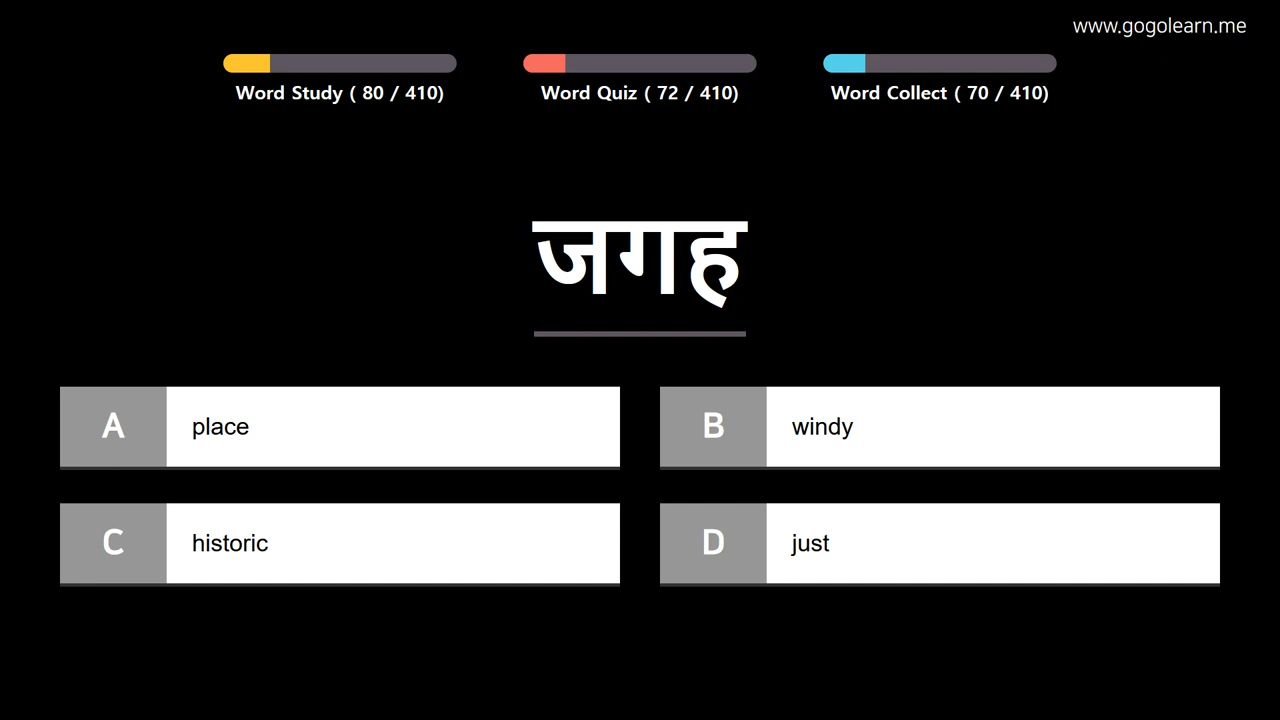 www.gogolearn.me
Word Study ( 80 / 410)
Word Quiz ( 72 / 410)
Word Collect ( 70 / 410)
जगह
A place
B windy
C historic
D just